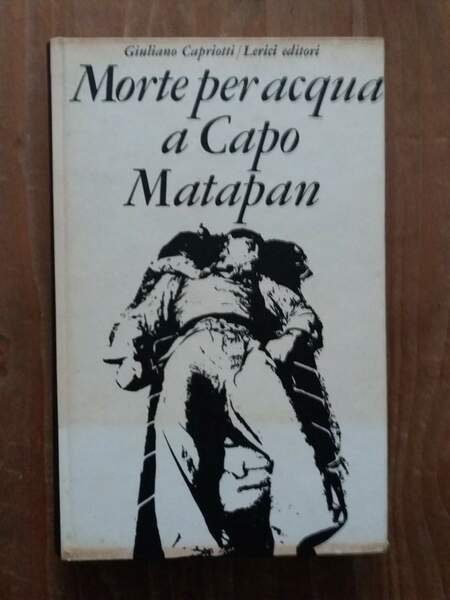 Giuliano Capriotti/Lerici editori
Morte per acqua
a Capo
Matapan